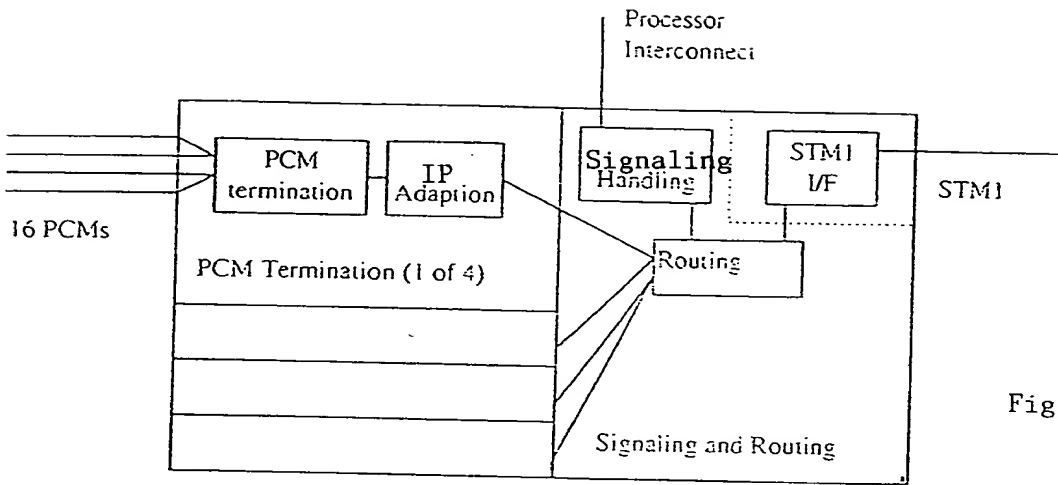 Processor
Interconnect
PCM
termination
IP
Adaption
Signaling
Handling
STM1
I/F
STM1
16 PCMs
PCM Termination (1 of 4)
Routing
Fig
Signaling and Routing